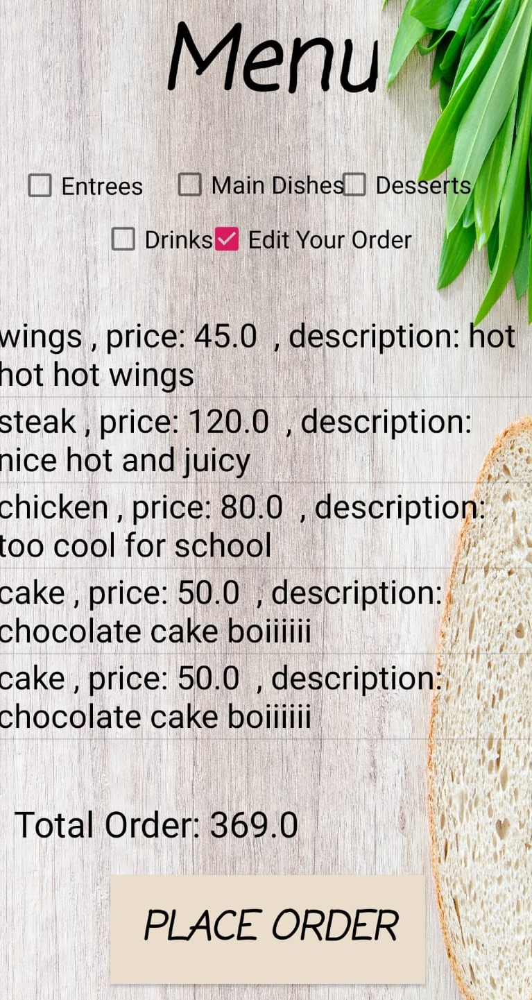 Menu
Entrees Main Dishes Desserts
Drinks Edit Your Order
wings , price: 45.0 , description: hot
hot hot wings
steak , price: 120.0 , description:
nice hot and juicy
chicken , price: 80.0 , description:
too cool for school
cake , price: 50.0 , description:
chocolate cake boiiiiii
cake , price: 50.0 , description:
chocolate cake boiiiiii
Total Order: 369.0
PLACE ORDER